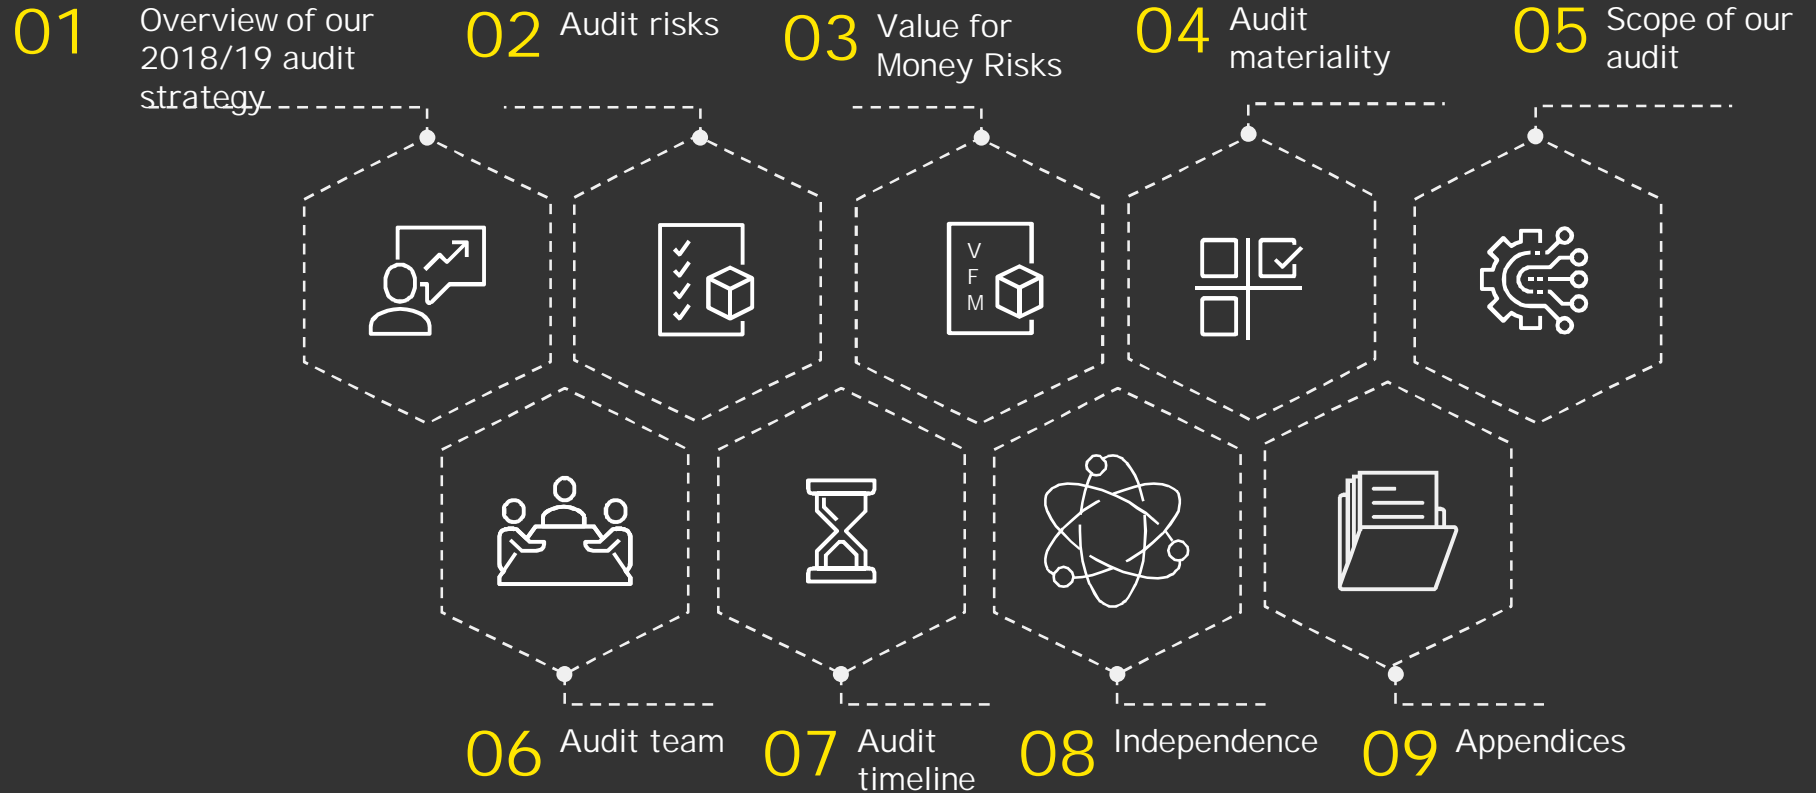 01
Overview of our
2018/19 audit
strategy
02
Audit risks
03
Value for
Money Risks
04
Audit
materiality
05
Scope of our
audit
V
F
M
06
Audit team
07
Audit
timeline
08
Independence
09
Appendices